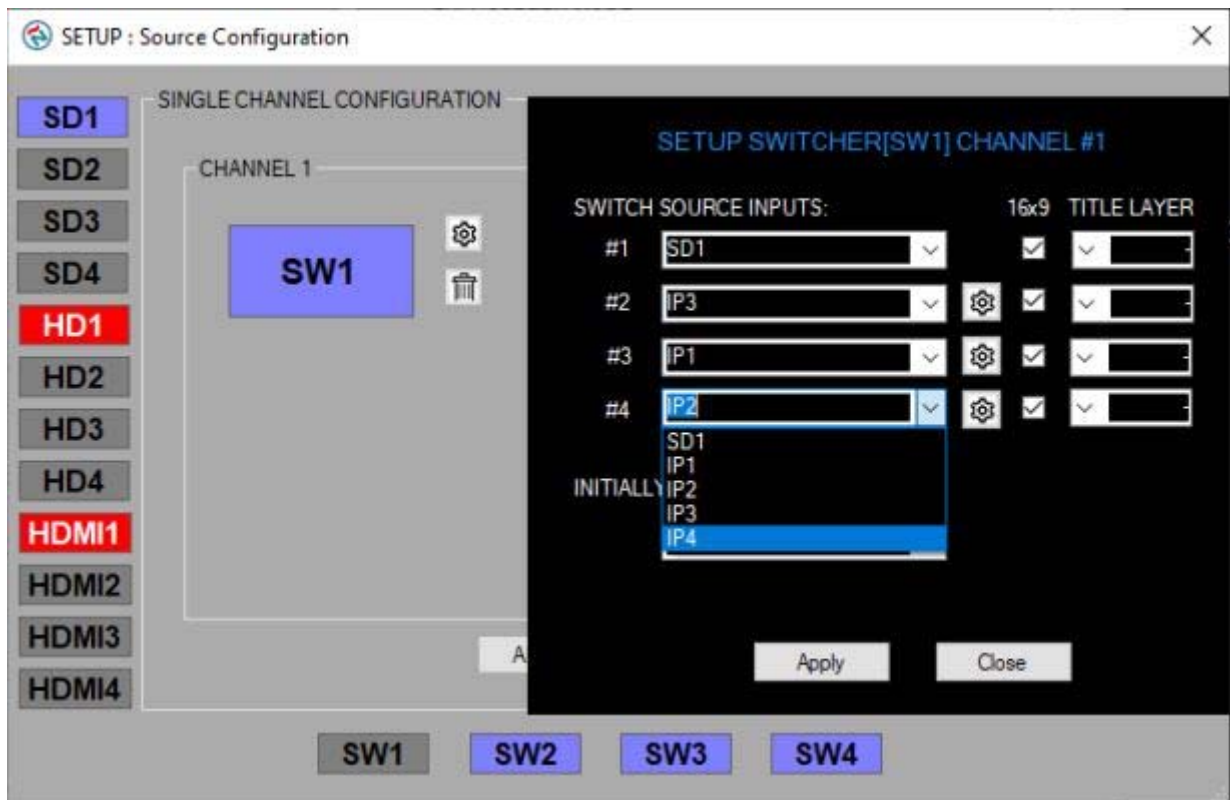 SETUP : Source Configuration
SD1
SD2
SD3
SD4
HD1
HD2
HD3
HD4
HDMI1
HDMI2
HDMI3
HDMI4
SINGLE CHANNEL CONFIGURATION
CHANNEL 1
SW1
A
SETUP SWITCHER[SW1] CHANNEL #1
SWITCH SOURCE INPUTS: 16x9 TITLE LAYER
#1 SD1 -
#2 IP3 -
#3 IP1 -
#4 IP2 -
SD1
IP1
INITIALLY IP2
IP3
IP4
Apply Close
SW1 SW2 SW3 SW4